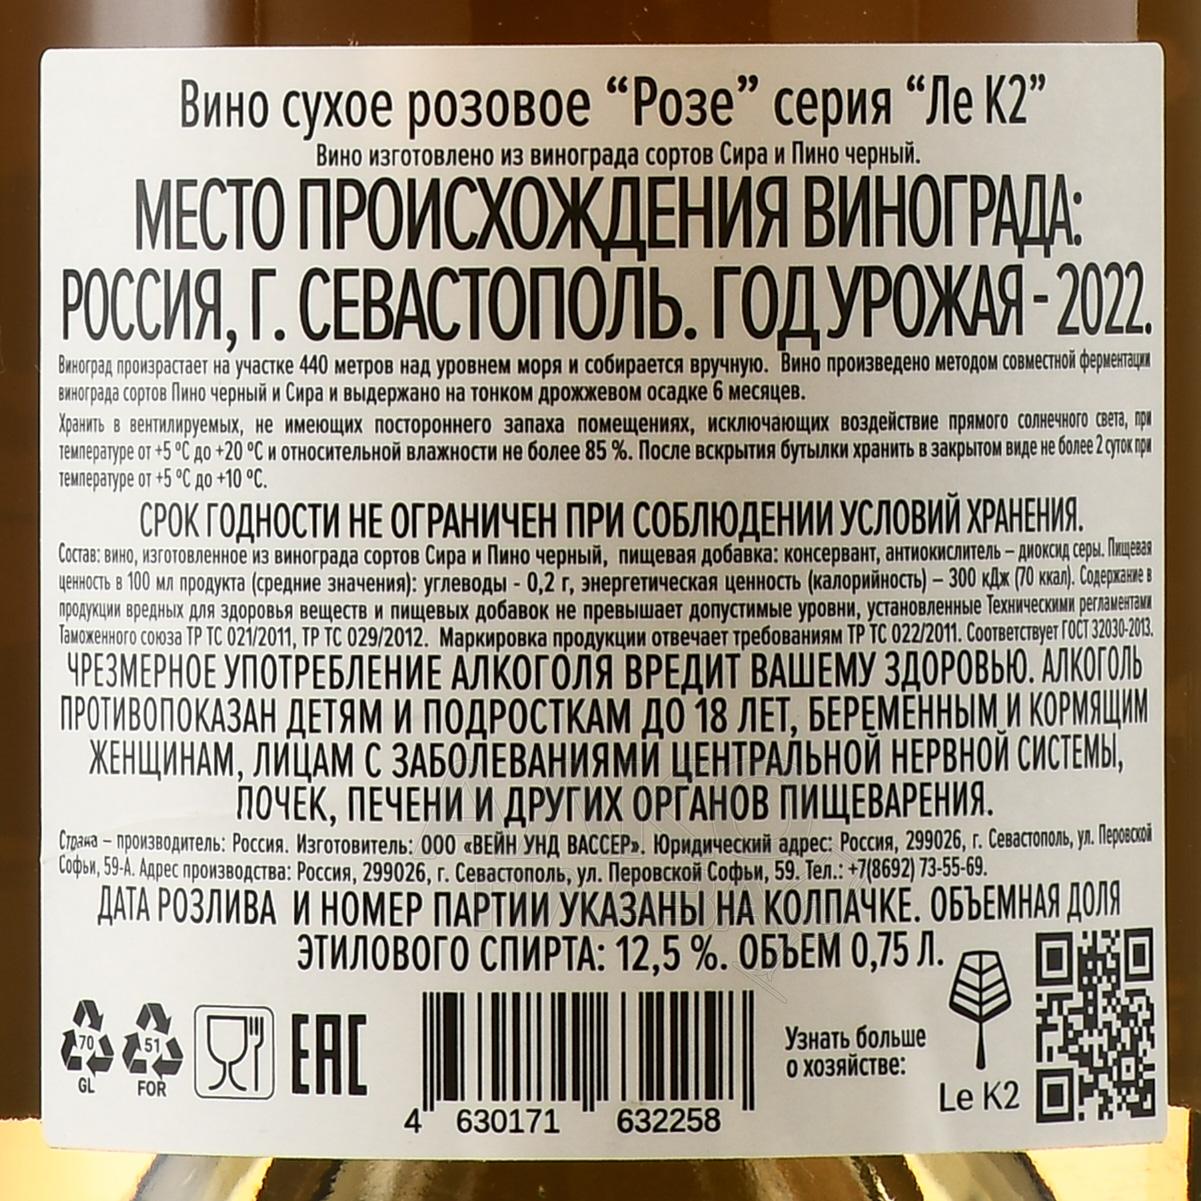 Вино сухое розовое “Розе” серия “Ле К2”
Вино изготовлено из винограда сортов Сира и Пино черный.
МЕСТО ПРОИСХОЖДЕНИЯ ВИНОГРАДА:
РОССИЯ, Г. СЕВАСТОПОЛЬ. ГОД УРОЖАЯ - 2022.
Виноград произрастает на участке 440 метров над уровнем моря и собирается вручную. Вино произведено методом совместной ферментации
винограда сортов Пино черный и Сира и выдержано на тонком дрожжевом осадке 6 месяцев.
Хранить в вентилируемых, не имеющих постороннего запаха помещениях, исключающих воздействие прямого солнечного света, при
температуре от +5 °С до +20 °С и относительной влажности не более 85 %. После вскрытия бутылки хранить в закрытом виде не более 2 суток при
температуре от +5 °С до +10 °С.
СРОК ГОДНОСТИ НЕ ОГРАНИЧЕН ПРИ СОБЛЮДЕНИИ УСЛОВИЙ ХРАНЕНИЯ.
Состав: вино, изготовленное из винограда сортов Сира и Пино черный, пищевая добавка: консервант, антиокислитель – диоксид серы. Пищевая
ценность в 100 мл продукта (средние значения): углеводы - 0,2 г, энергетическая ценность (калорийность) – 300 кДж (70 ккал). Содержание в
продукции вредных для здоровья веществ и пищевых добавок не превышает допустимые уровни, установленные Техническими регламентами
Таможенного союза ТР ТС 021/2011, ТР ТС 029/2012. Маркировка продукции отвечает требованиям ТР ТС 022/2011. Соответствует ГОСТ 32030-2013.
ЧРЕЗМЕРНОЕ УПОТРЕБЛЕНИЕ АЛКОГОЛЯ ВРЕДИТ ВАШЕМУ ЗДОРОВЬЮ. АЛКОГОЛЬ
ПРОТИВОПОКАЗАН ДЕТЯМ И ПОДРОСТКАМ ДО 18 ЛЕТ, БЕРЕМЕННЫМ И КОРМЯЩИМ
ЖЕНЩИНАМ, ЛИЦАМ С ЗАБОЛЕВАНИЯМИ ЦЕНТРАЛЬНОЙ НЕРВНОЙ СИСТЕМЫ,
ПОЧЕК, ПЕЧЕНИ И ДРУГИХ ОРГАНОВ ПИЩЕВАРЕНИЯ.
Страна – производитель: Россия. Изготовитель: ООО «ВЕЙН УНД ВАССЕР». Юридический адрес: Россия, 299026, г. Севастополь, ул. Перовской
Софьи, 59-А. Адрес производства: Россия, 299026, г. Севастополь, ул. Перовской Софьи, 59. Тел.: +7(8692) 73-55-69.
ДАТА РОЗЛИВА И НОМЕР ПАРТИИ УКАЗАНЫ НА КОЛПАЧКЕ. ОБЪЕМНАЯ ДОЛЯ
ЭТИЛОВОГО СПИРТА: 12,5 %. ОБЪЕМ 0,75 Л.
70
GL
51
FOR
ЕАС
4 630171 632258
Узнать больше
о хозяйстве:
Le K2